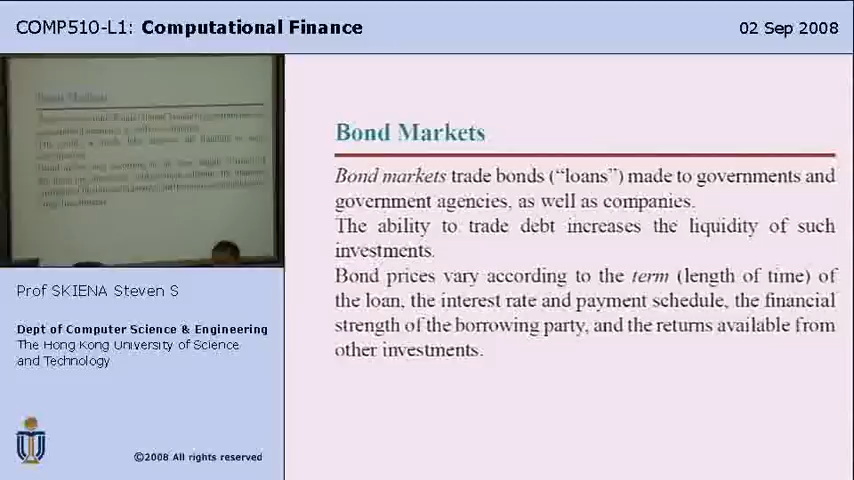 COMP510-L1: Computational Finance
02 Sep 2008
Bond Markets
Bond markets trade bonds (“loans”) made to governments and
government agencies, as well as companies.
The ability to trade debt increases the liquidity of such
investments.
Bond prices vary according to the term (length of time) of
the loan, the interest rate and payment schedule, the financial
strength of the borrowing party, and the returns available from
other investments.
Prof SKIENA Steven S
Dept of Computer Science & Engineering
The Hong Kong University of Science
and Technology
©2008 All rights reserved